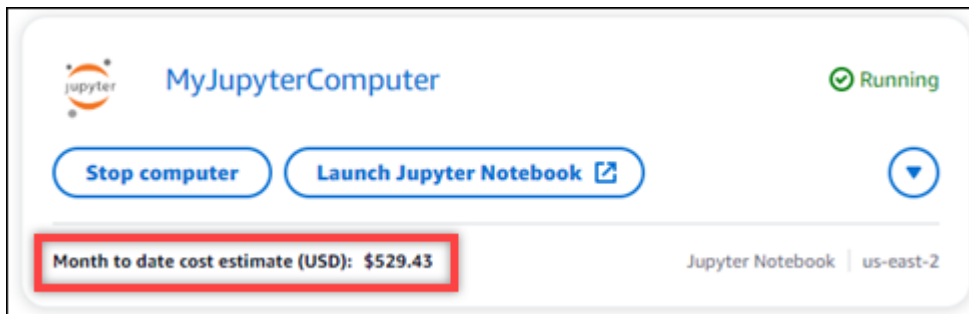 jupyter
MyJupyterComputer
Running
Stop computer
Launch Jupyter Notebook
Month to date cost estimate (USD): $529.43
Jupyter Notebook | us-east-2